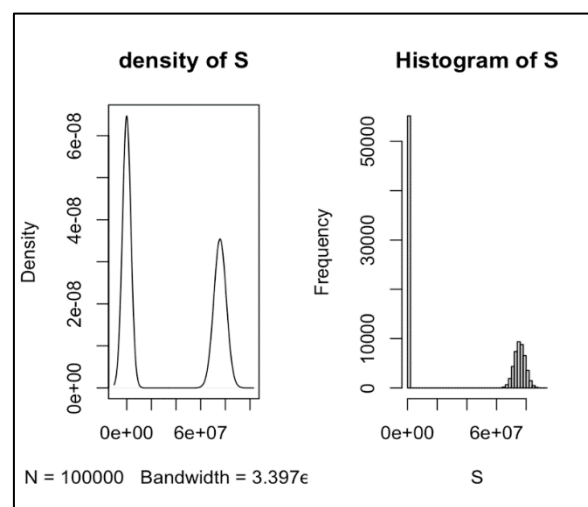 density of S
Density
0e+00
2e-08
4e-08
6e-08
0e+00
6e+07
N = 100000 Bandwidth = 3.397e
Histogram of S
Frequency
0
10000
30000
50000
0e+00
6e+07
S